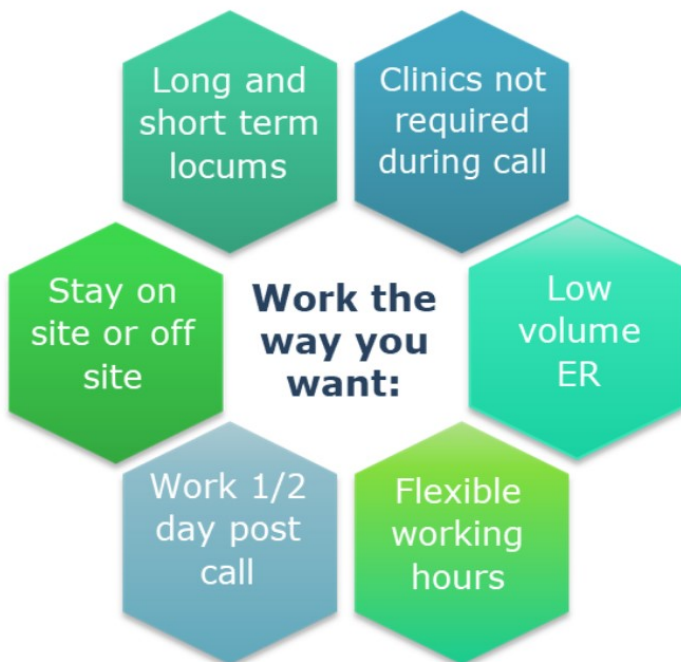 Long and
short term
locums
Clinics not
required
during call
Stay on
site or off
site
Work the
way you
want:
Low
volume
ER
Work 1/2
day post
call
Flexible
working
hours